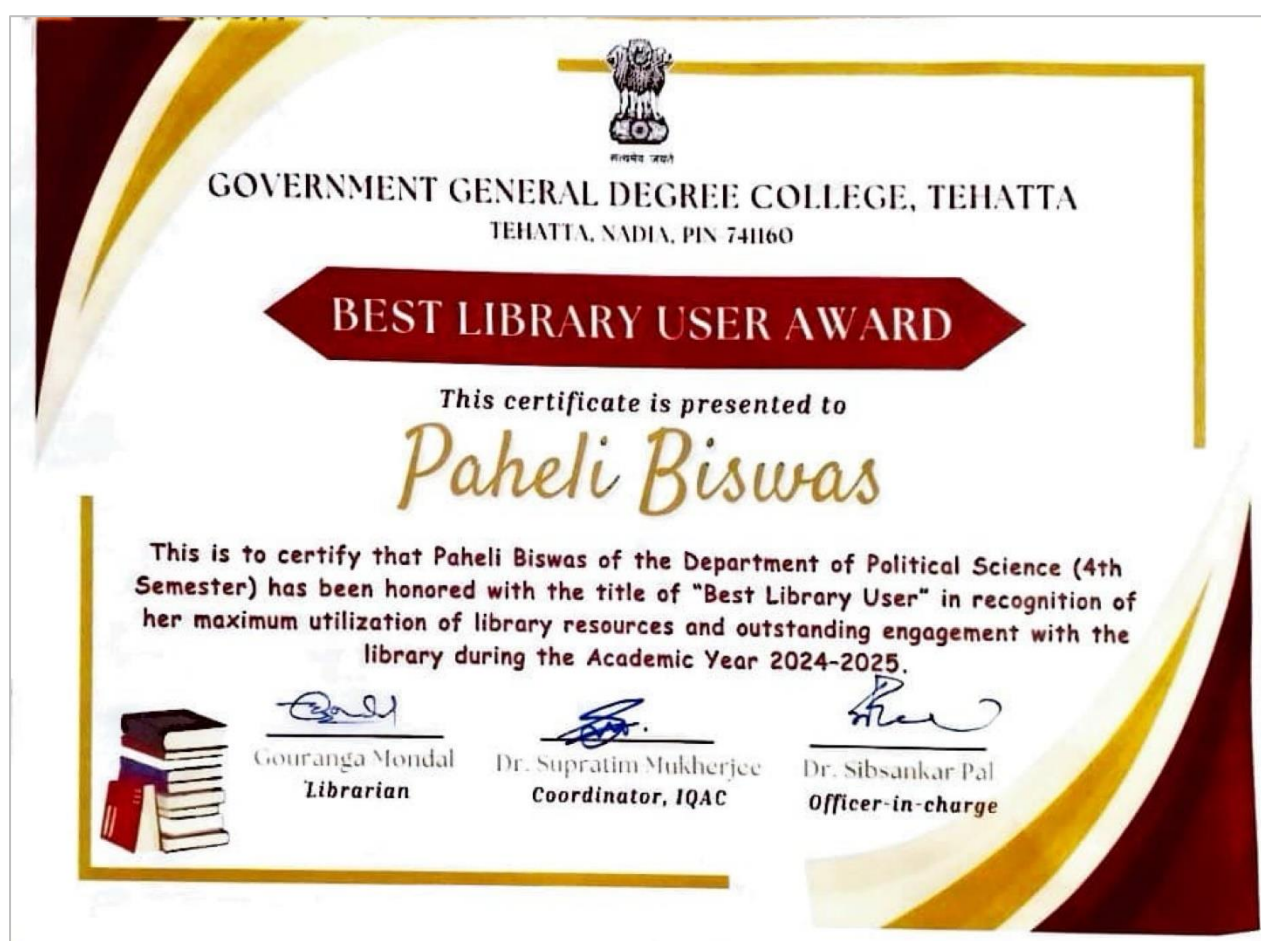 सत्यमेव जयते
GOVERNMENT GENERAL DEGREE COLLEGE, TEHATTA
TEHATTA, NADIA, PIN-741160
BEST LIBRARY USER AWARD
This certificate is presented to
Paheli Biswas
This is to certify that Paheli Biswas of the Department of Political Science (4th
Semester) has been honored with the title of "Best Library User" in recognition of
her maximum utilization of library resources and outstanding engagement with the
library during the Academic Year 2024-2025.
Gouranga Mondal
Librarian
Dr. Supratim Mukherjee
Coordinator, IQAC
Dr. Sibsankar Pal
Officer-in-charge